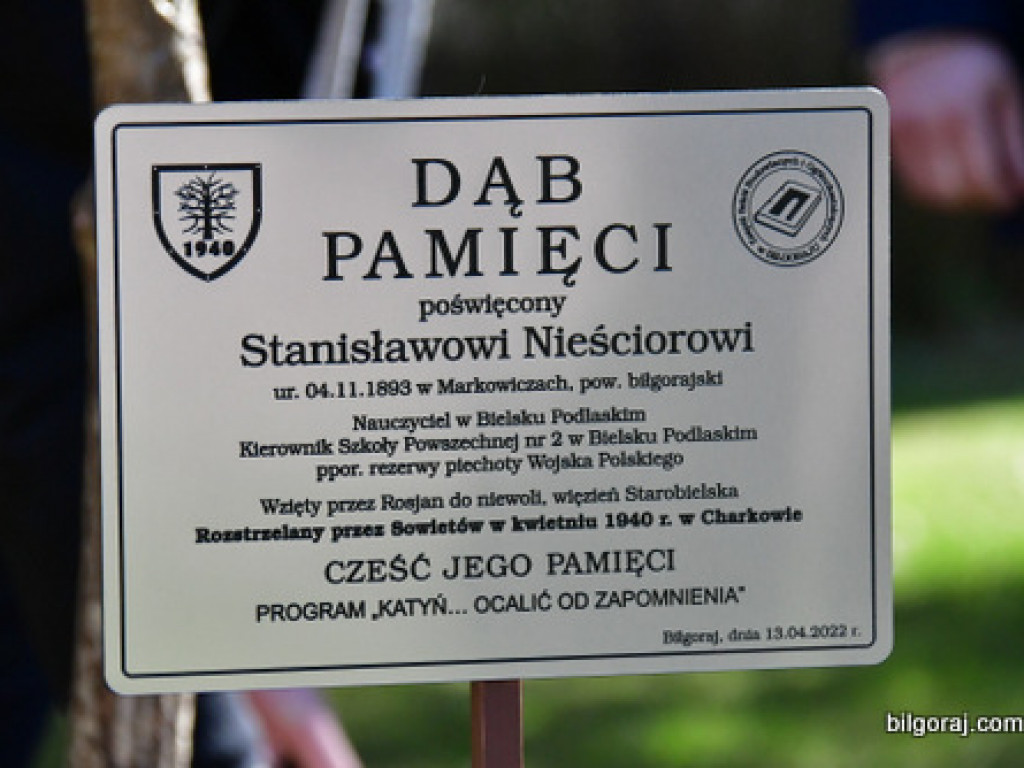 DĄB
PAMIĘCI
1940
poświęcony
Stanisławowi Nieściorowi
ur. 04.11.1893 w Markowiczach, pow. biłgorajski
Nauczyciel w Bielsku Podlaskim
Kierownik Szkoły Powszechnej nr 2 w Bielsku Podlaskim
ppor. rezerwy piechoty Wojska Polskiego
Wzięty przez Rosjan do niewoli, więzień Starobielska
Rozstrzelany przez Sowietów w kwietniu 1940 r. w Charkowie
CZEŚĆ JEGO PAMIĘCI
PROGRAM „KATYŃ... OCALIĆ OD ZAPOMNIENIA”
Biłgoraj, dnia 13.04.2022 r.
bilgoraj.com